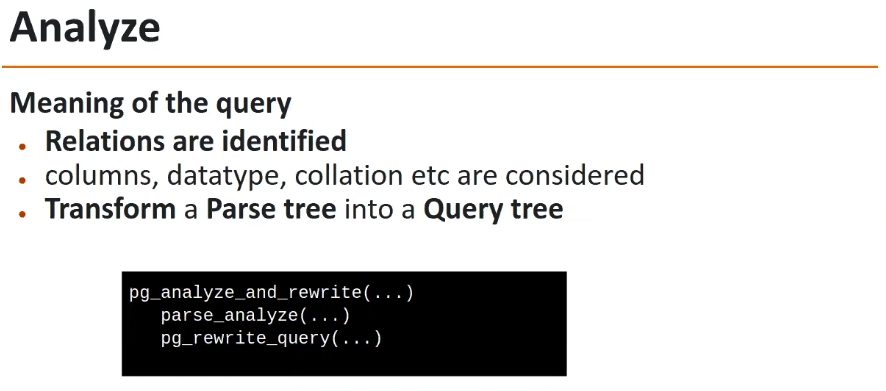 Analyze
Meaning of the query
• Relations are identified
• columns, datatype, collation etc are considered
• Transform a Parse tree into a Query tree
pg_analyze_and_rewrite(...)
parse_analyze(...)
pg_rewrite_query(...)